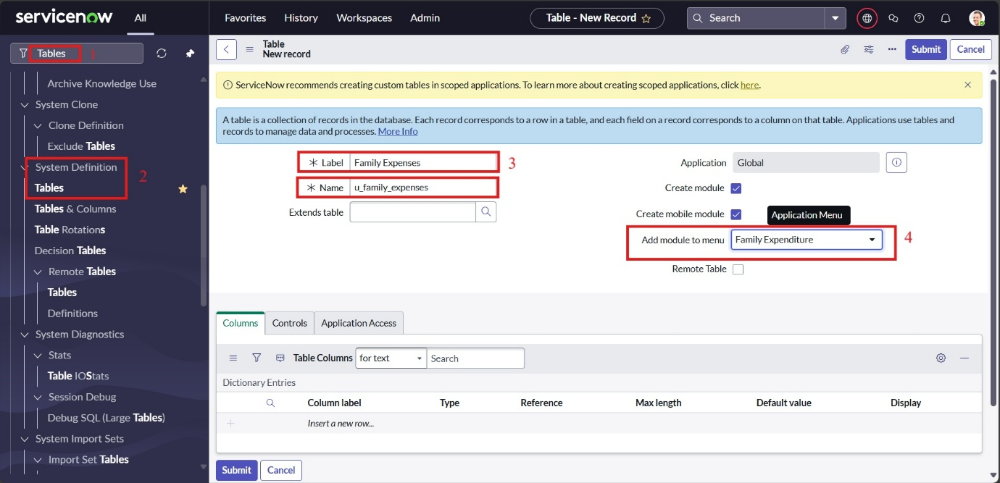 servicenow All Favorites History Workspaces Admin Table - New Record Search
Tables 1
Archive Knowledge Use
System Clone
Clone Definition
Exclude Tables
System Definition
Tables
2
Tables & Columns
Table Rotations
Decision Tables
Remote Tables
Tables
Definitions
System Diagnostics
Stats
Table IOStats
Session Debug
Debug SQL (Large Tables)
System Import Sets
Import Set Tables
Table
New record
Submit Cancel
ServiceNow recommends creating custom tables in scoped applications. To learn more about creating scoped applications, click here.
A table is a collection of records in the database. Each record corresponds to a row in a table, and each field on a record corresponds to a column on that table. Applications use tables and
records to manage data and processes. More Info
* Label Family Expenses 3
* Name u_family_expenses
Extends table
Application Global
Create module
Create mobile module
Application Menu
Add module to menu Family Expenditure 4
Remote Table
Columns Controls Application Access
Table Columns for text Search
Dictionary Entries
Column label Type Reference Max length Default value Display
Insert a new row...
Submit Cancel